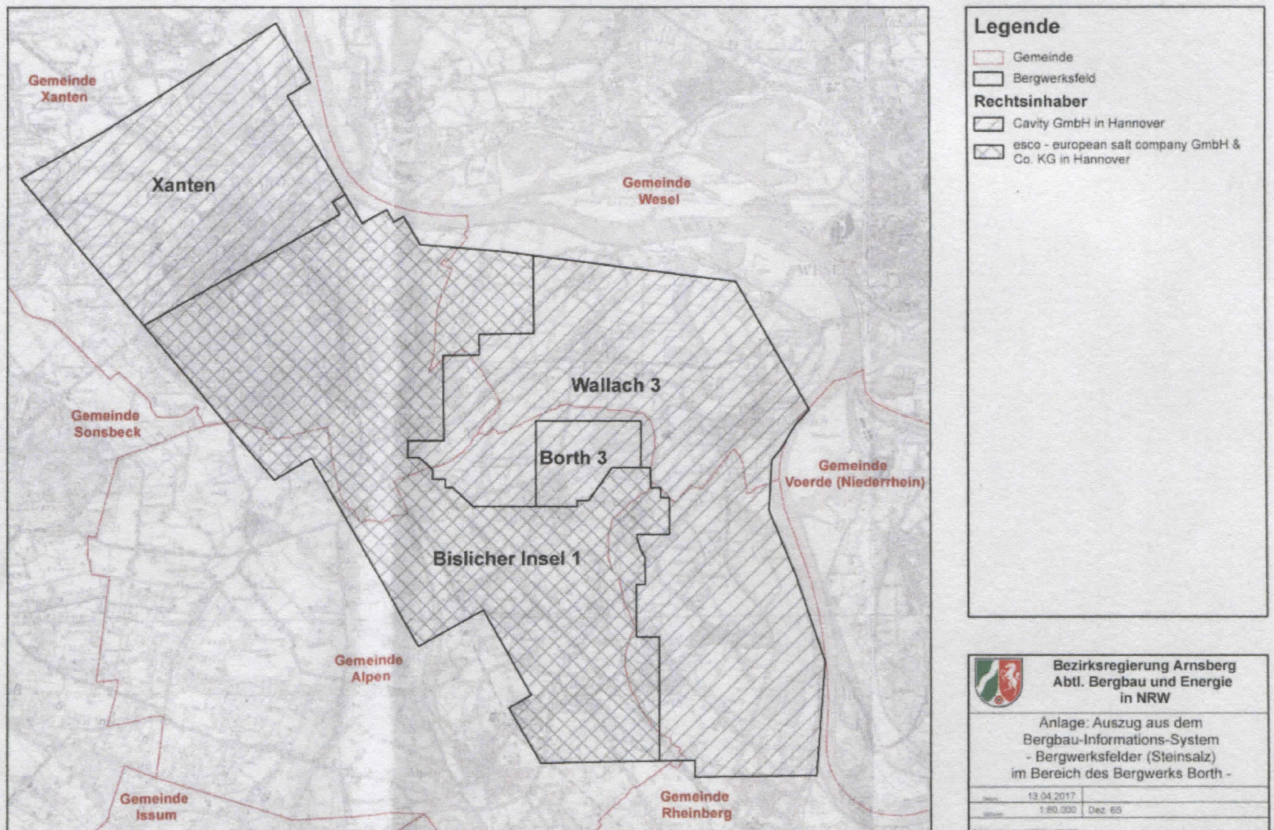 Gemeinde
Xanten
Xanten
Gemeinde
Wesel
Wallach 3
Gemeinde
Sonsbeck
Borth 3
Gemeinde
Voerde (Niederrhein)
Bislicher Insel 1
Gemeinde
Alpen
Gemeinde
Issum
Gemeinde
Rheinberg
Legende
Gemeinde
Bergwerksfeld
Rechtsinhaber
Cavity GmbH in Hannover
esco - european salt company GmbH &
Co. KG in Hannover
Bezirksregierung Arnsberg
Abtl. Bergbau und Energie
in NRW
Anlage: Auszug aus dem
Bergbau-Informations-System
- Bergwerksfelder (Steinsalz)
im Bereich des Bergwerks Borth -
13.04.2017
1:80.000 Dez. 65